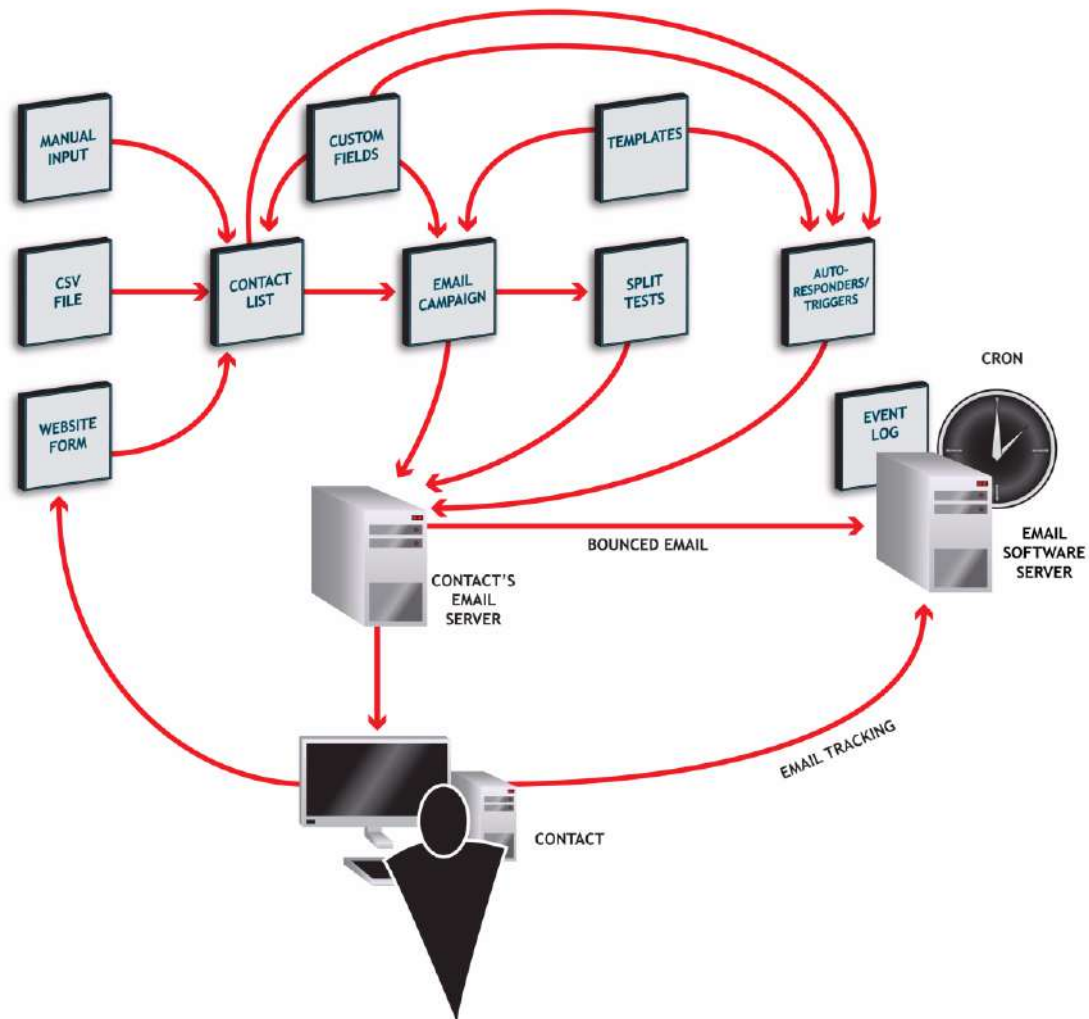 MANUAL
INPUT
CUSTOM
FIELDS
TEMPLATES
CSV
FILE
CONTACT
LIST
EMAIL
CAMPAIGN
SPLIT
TESTS
AUTO-
RESPONDERS/
TRIGGERS
WEBSITE
FORM
CRON
EVENT
LOG
BOUNCED EMAIL
EMAIL
SOFTWARE
SERVER
CONTACT'S
EMAIL
SERVER
EMAIL TRACKING
CONTACT